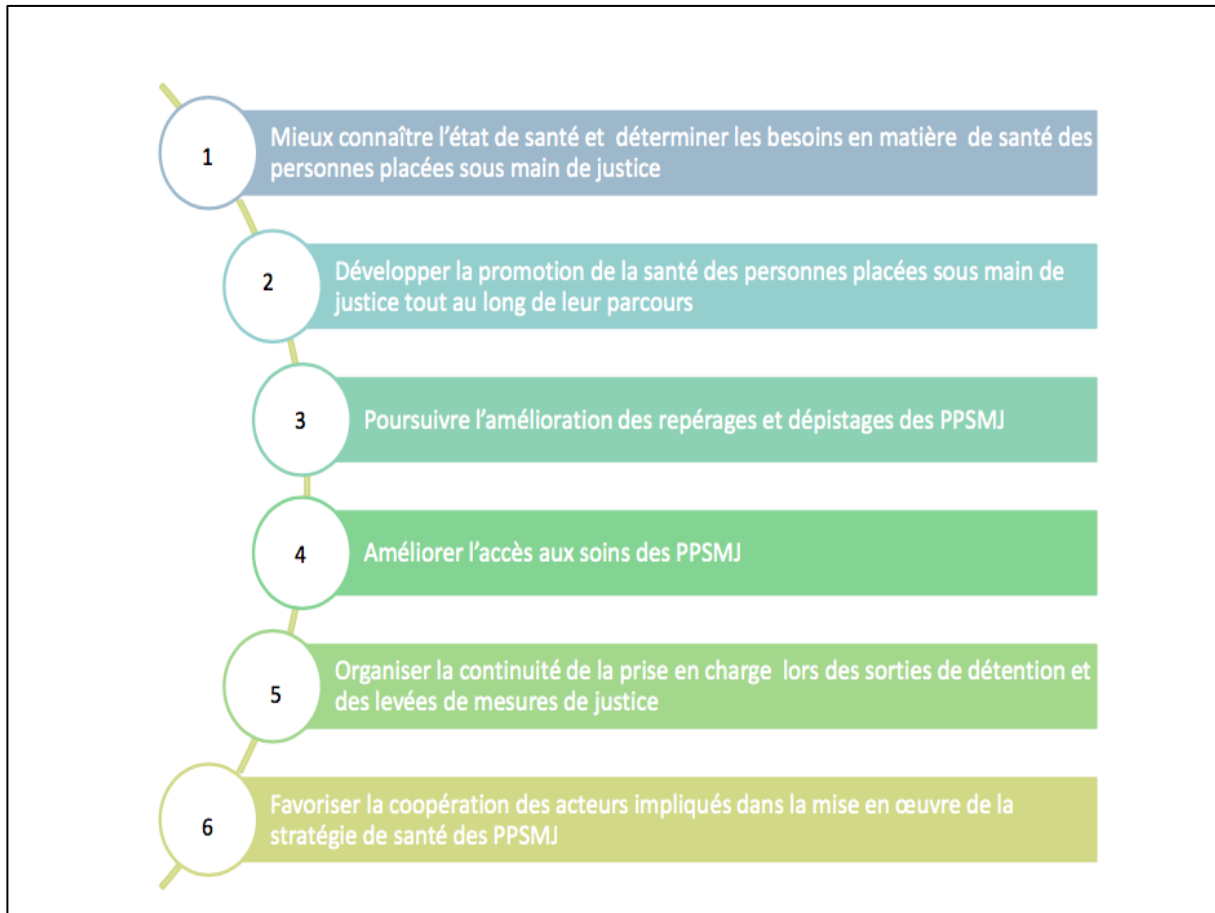 1
Mieux connaître l'état de santé et  déterminer les besoins en matière  de santé des
personnes placées sous main de justice
2
Développer la promotion de la santé des personnes placées sous main de
justice tout au long de leur parcours
3
Poursuivre l'amélioration des repérages et dépistages des PPSMJ
4
Améliorer l'accès aux soins des PPSMJ
5
Organiser la continuité de la prise en charge  lors des sorties de détention et
des levées de mesures de justice
6
Favoriser la coopération des acteurs impliqués dans la mise en œuvre de la
stratégie de santé des PPSMJ